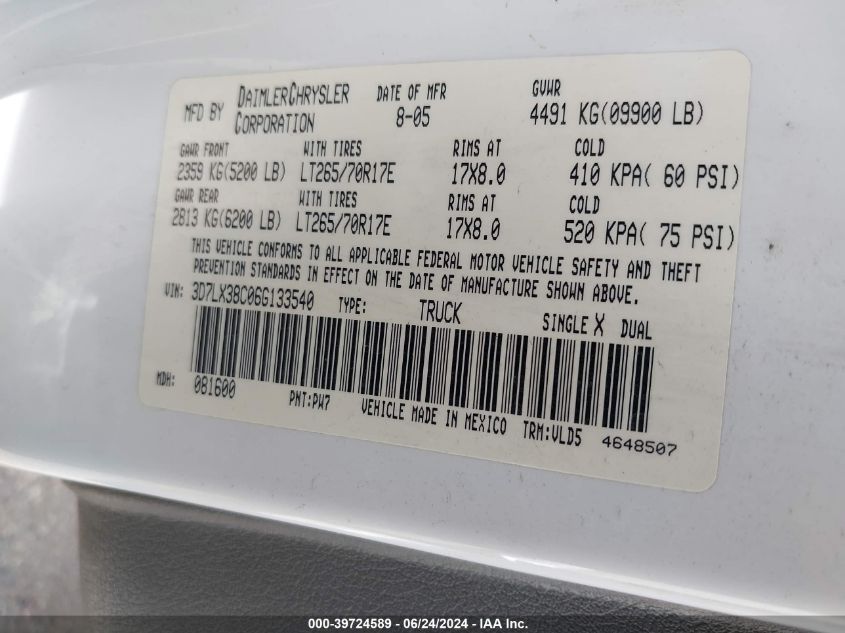 MFD BY DAIMLERCHRYSLER CORPORATION DATE OF MFR 8-05 GVWR 4491 KG(09900 LB)
GAWR FRONT WITH TIRES RIMS AT COLD
2359 KG(5200 LB) LT265/70R17E 17X8.0 410 KPA( 60 PSI)
GAWR REAR WITH TIRES RIMS AT COLD
2813 KG(6200 LB) LT265/70R17E 17X8.0 520 KPA( 75 PSI)
THIS VEHICLE CONFORMS TO ALL APPLICABLE FEDERAL MOTOR VEHICLE SAFETY AND THEFT
PREVENTION STANDARDS IN EFFECT ON THE DATE OF MANUFACTURE SHOWN ABOVE.
VIN: 3D7LX38C06G133540 TYPE: TRUCK SINGLE X DUAL
MDH: 081600 PNT:PW7 VEHICLE MADE IN MEXICO TRM:VLD5 4648507
000-39724589 - 06/24/2024 - IAA Inc.